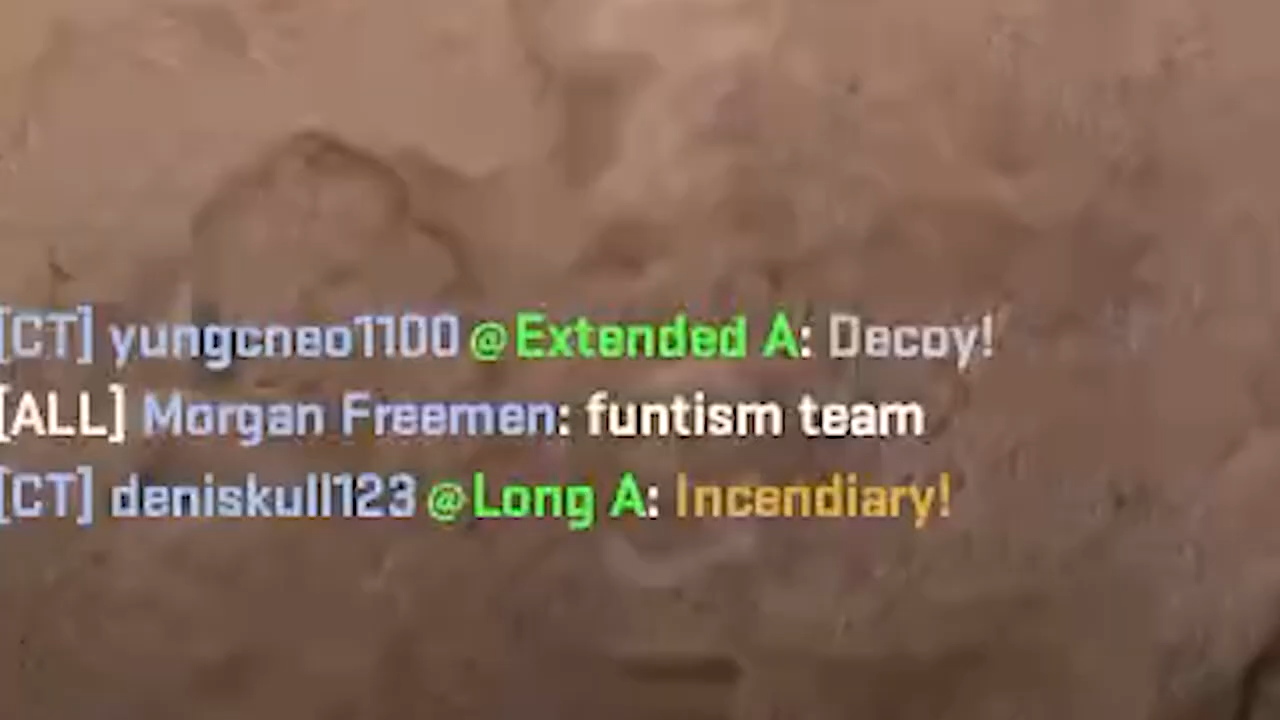 [CT] yungcneo1100 @Extended A: Decoy!
[ALL] Morgan Freemen: funtism team
[CT] deniskull123 @Long A: Incendiary!